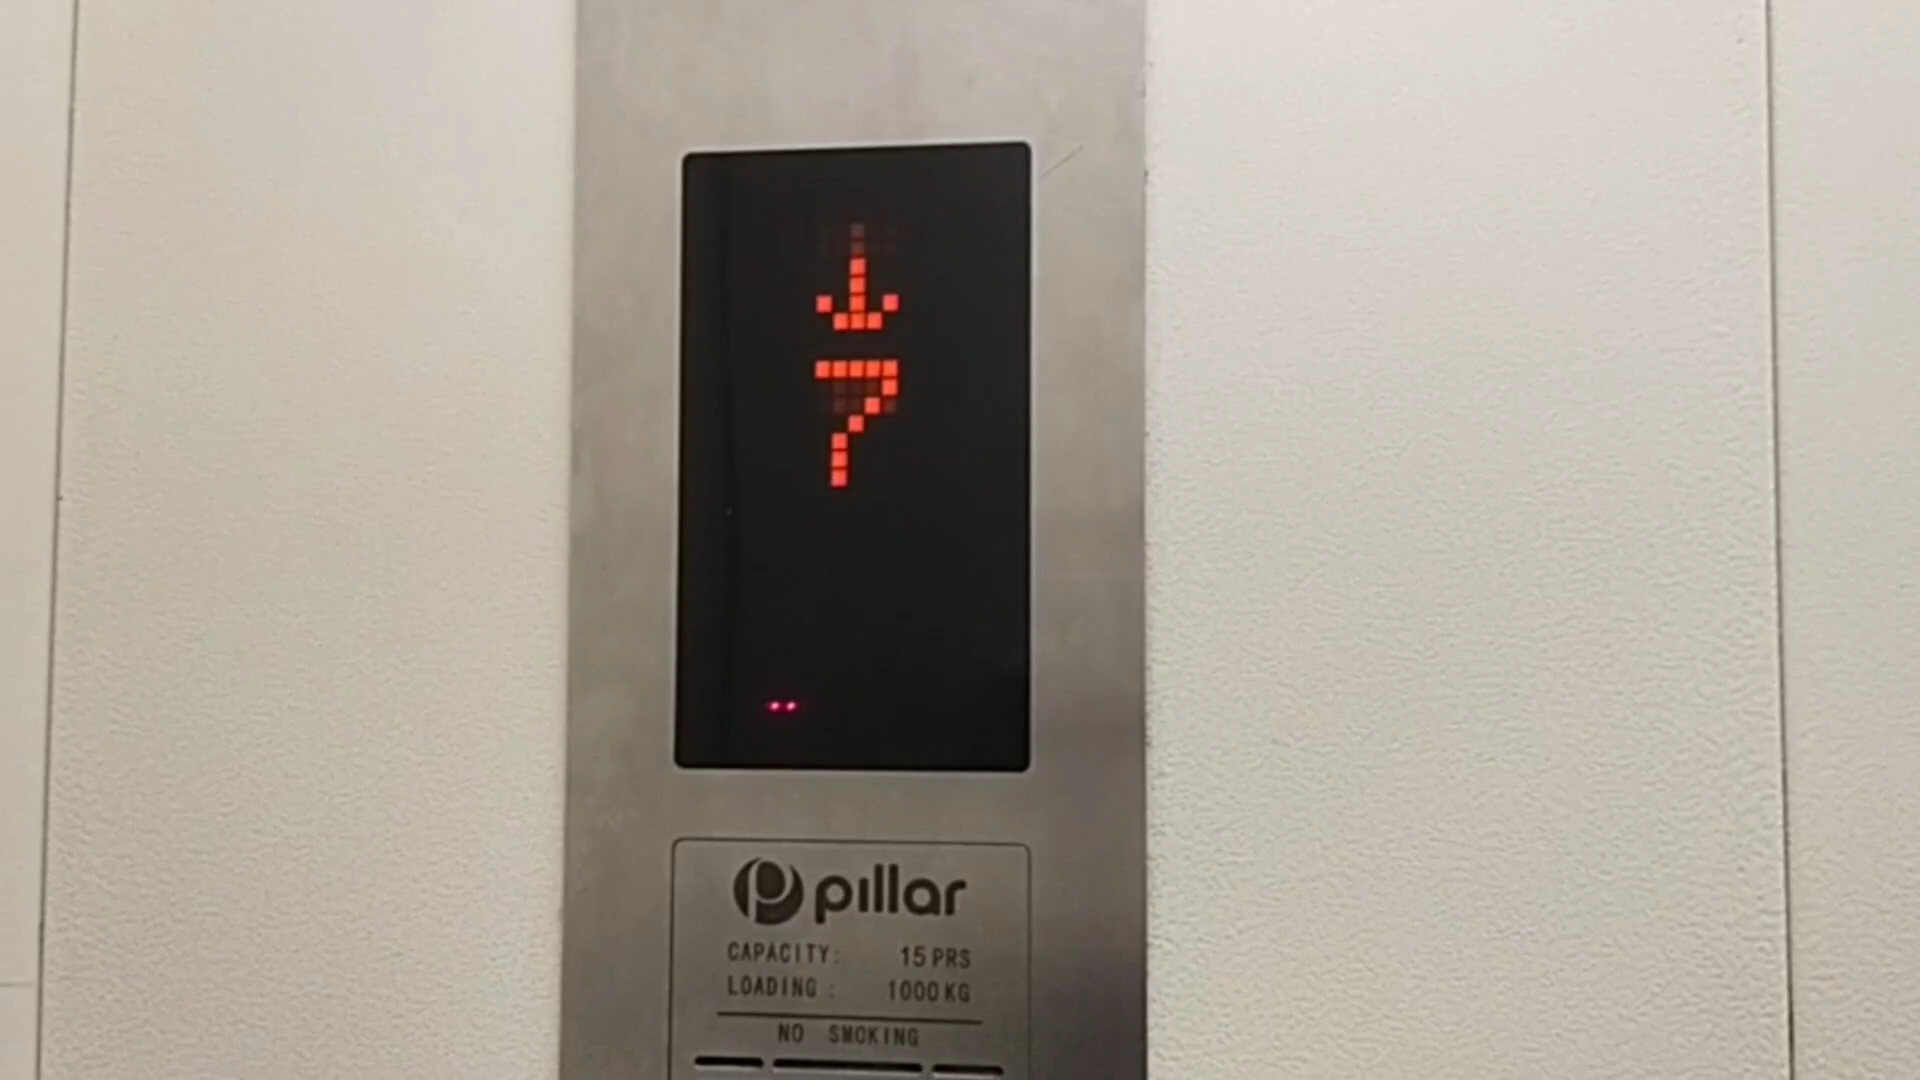 7
pillar
CAPACITY: 15 PRS
LOADING : 1000 KG
NO SMOKING